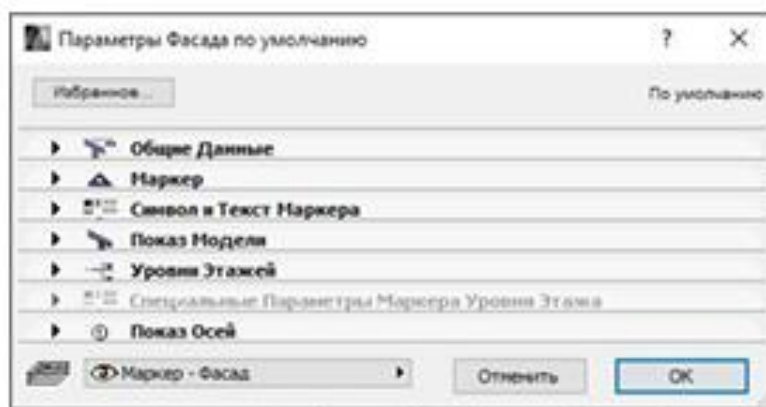 Параметры Фасада по умолчанию
?
Избранное...
По умолчанию
Общие Данные
Маркер
Символ и Текст Маркера
Показ Модели
Уровни Этажей
Специальные Параметры Маркера Уровня Этажа
Показ Осей
Маркер - Фасад
Отменить
OK